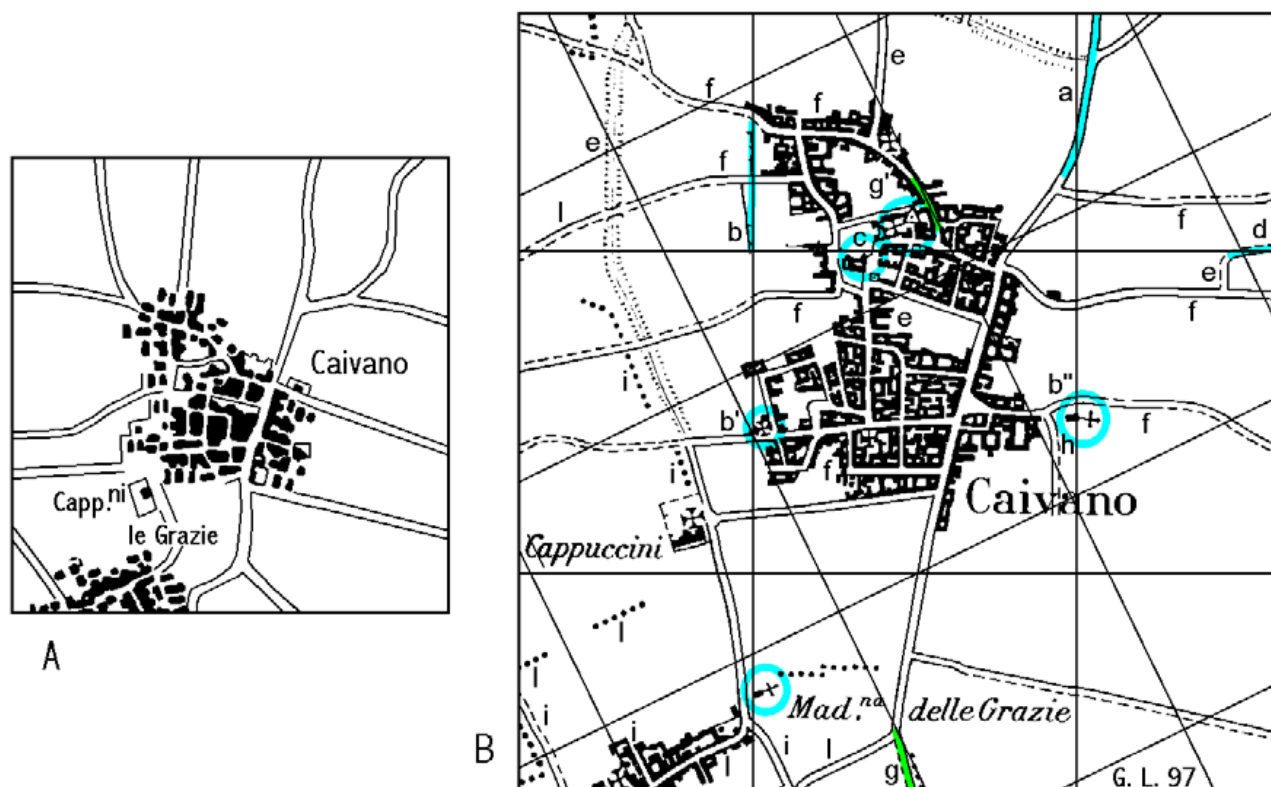 Caivano
Capp.ni
le Grazie
A
e
a
f
f
e
f
g'
f
l
b
c
d
e
f
e
f
i
b'
b"
f
h
i
f
Caivano
Cappuccini
l
l
i
Mad.na delle Grazie
i
i
l
i
g
G. L. 97
B